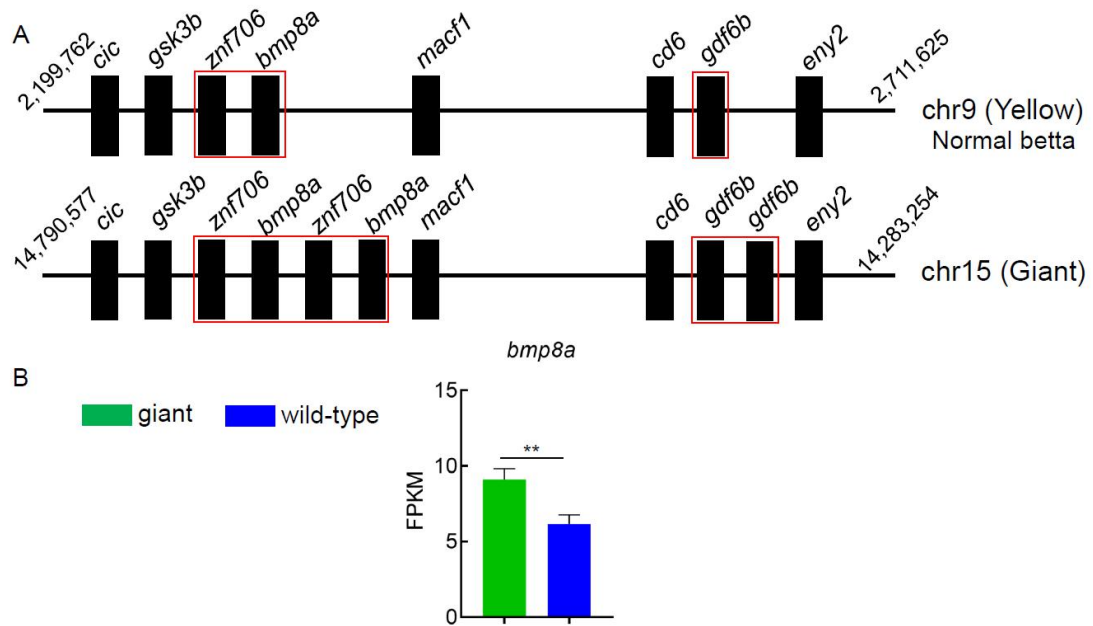 A
2,199,762
cic
gsk3b
znf706
bmp8a
macf1
cd6
gdf6b
eny2
2,711,625
chr9 (Yellow)
Normal betta
14,790,577
cic
gsk3b
znf706
bmp8a
znf706
bmp8a
macf1
cd6
gdf6b
gdf6b
eny2
14,283,254
chr15 (Giant)
B
giant
wild-type
bmp8a
15
10
5
0
FPKM
**